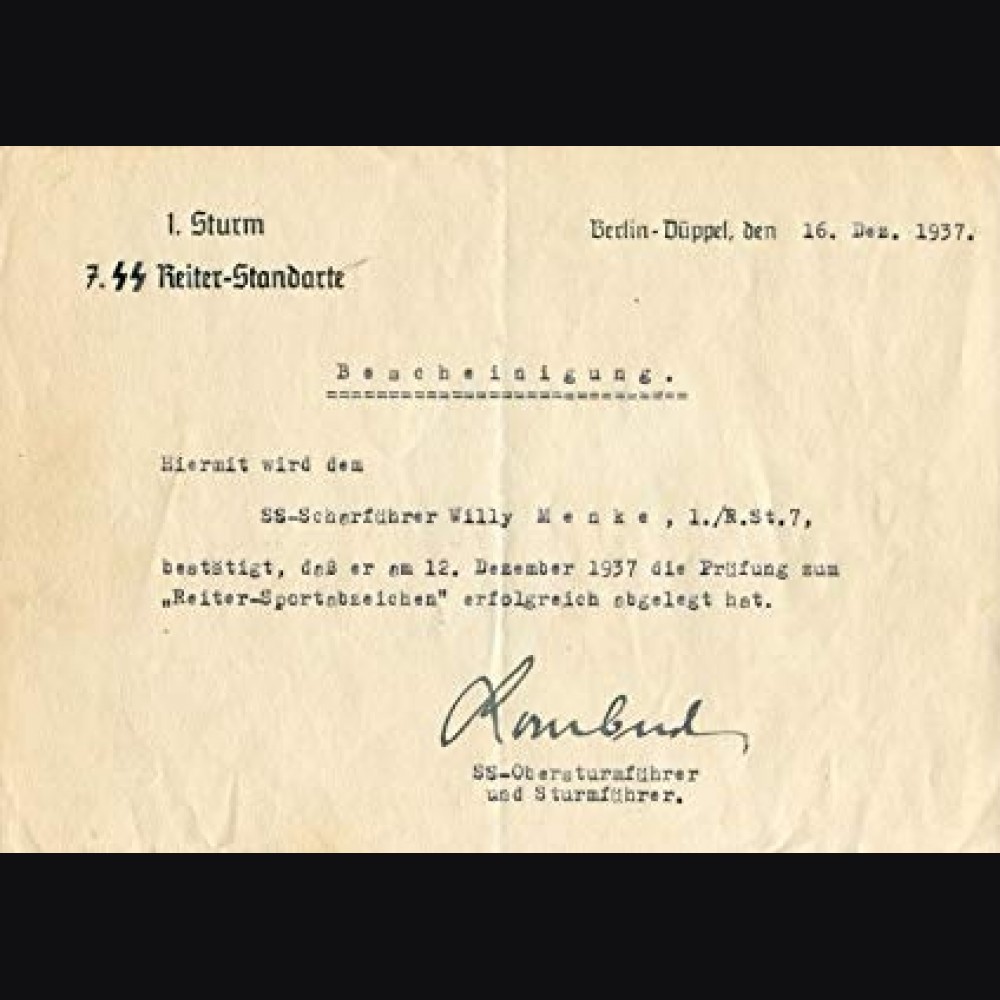 1. Sturm
7. SS Reiter-Standarte
Berlin-Düppel, den 16. Dez. 1937.
Bescheinigung.
Hiermit wird dem
SS-Scharführer Willy Menke, 1./R.St.7,
bestätigt, daß er am 12. Dezember 1937 die Prüfung zum
„Reiter-Sportabzeichen" erfolgreich abgelegt hat.
SS-Obersturmführer
und Sturmführer.